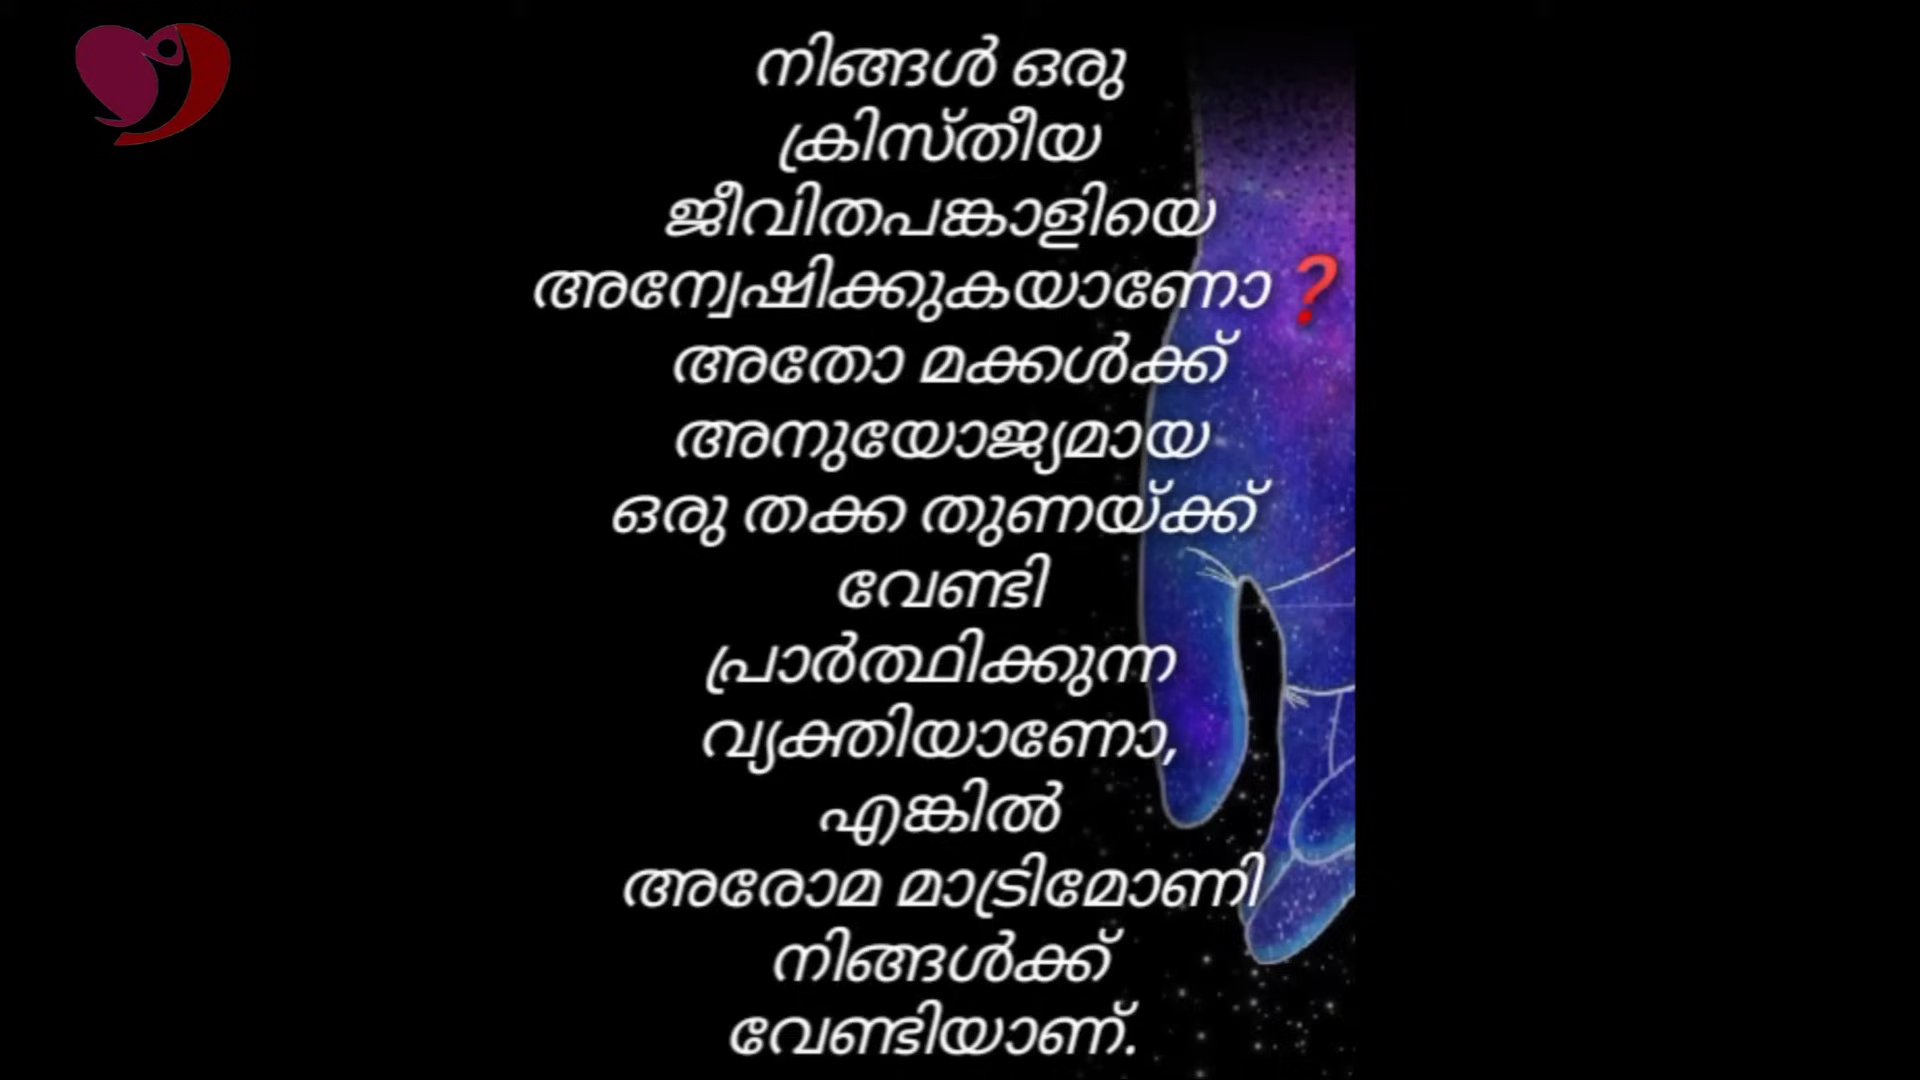 നിങ്ങൾ ഒരു
ക്രിസ്തീയ
ജീവിതപങ്കാളിയെ
അന്വേഷിക്കുകയാണോ❓
അതോ മക്കൾക്ക്
അനുയോജ്യമായ
ഒരു തക്ക തുണയ്ക്ക്
വേണ്ടി
പ്രാർത്ഥിക്കുന്ന
വ്യക്തിയാണോ,
എങ്കിൽ
അരോമ മാട്രിമോണി
നിങ്ങൾക്ക്
വേണ്ടിയാണ്.